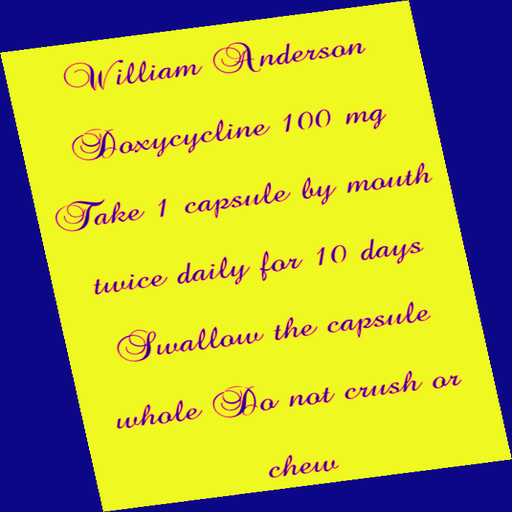 William Anderson
Doxycycline 100 mg
Take 1 capsule by mouth
twice daily for 10 days
Swallow the capsule
whole Do not crush or
chew